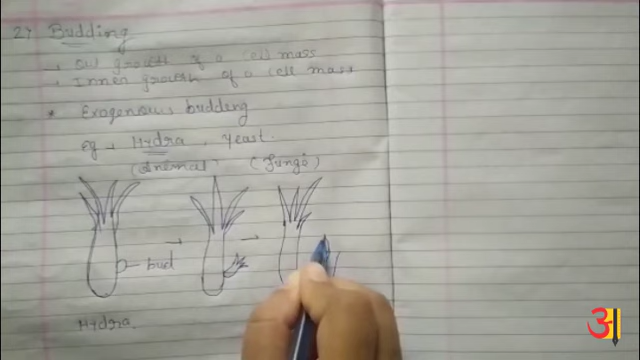 2) Budding
→ Out growth of a cell mass
→ Inner growth of a cell mass
* Exogenous budding
eg → Hydra, Yeast.
(Animal) (Fungi)
bud
Hydra.
अ